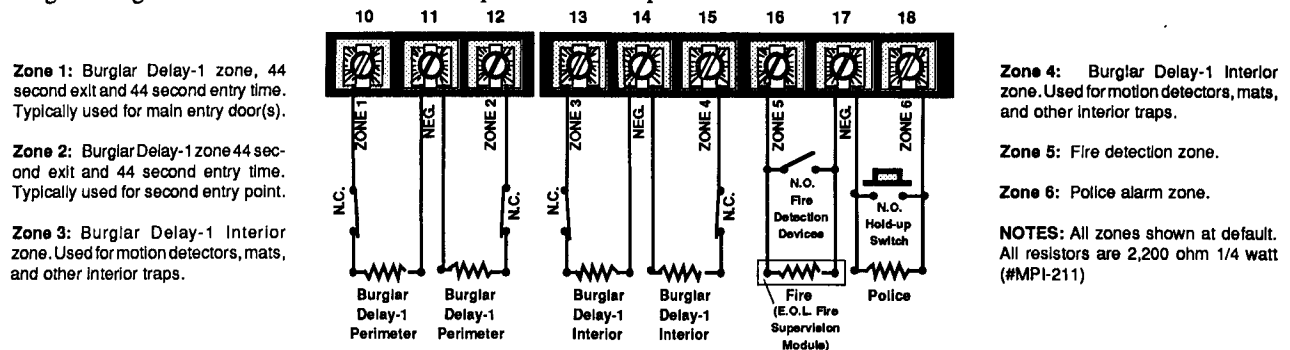 10 11 12 13 14 15 16 17 18
Zone 1: Burglar Delay-1 zone, 44
second exit and 44 second entry time.
Typically used for main entry door(s).
Zone 2: Burglar Delay-1 zone 44 sec-
ond exit and 44 second entry time.
Typically used for second entry point.
Zone 3: Burglar Delay-1 Interior
zone. Used for motion detectors, mats,
and other interior traps.
ZONE 1
NEG.
ZONE 2
ZONE 3
NEG.
ZONE 4
ZONE 5
NEG.
ZONE 6
N.C.
N.C.
N.C.
N.C.
N.O.
Fire
Detection
Devices
N.O.
Hold-up
Switch
Burglar
Delay-1
Perimeter
Burglar
Delay-1
Perimeter
Burglar
Delay-1
Interior
Burglar
Delay-1
Interior
Fire
(E.O.L. Fire
Supervision
Module)
Police
Zone 4: Burglar Delay-1 Interior
zone. Used for motion detectors, mats,
and other interior traps.
Zone 5: Fire detection zone.
Zone 6: Police alarm zone.
NOTES: All zones shown at default.
All resistors are 2,200 ohm 1/4 watt
(#MPI-211)